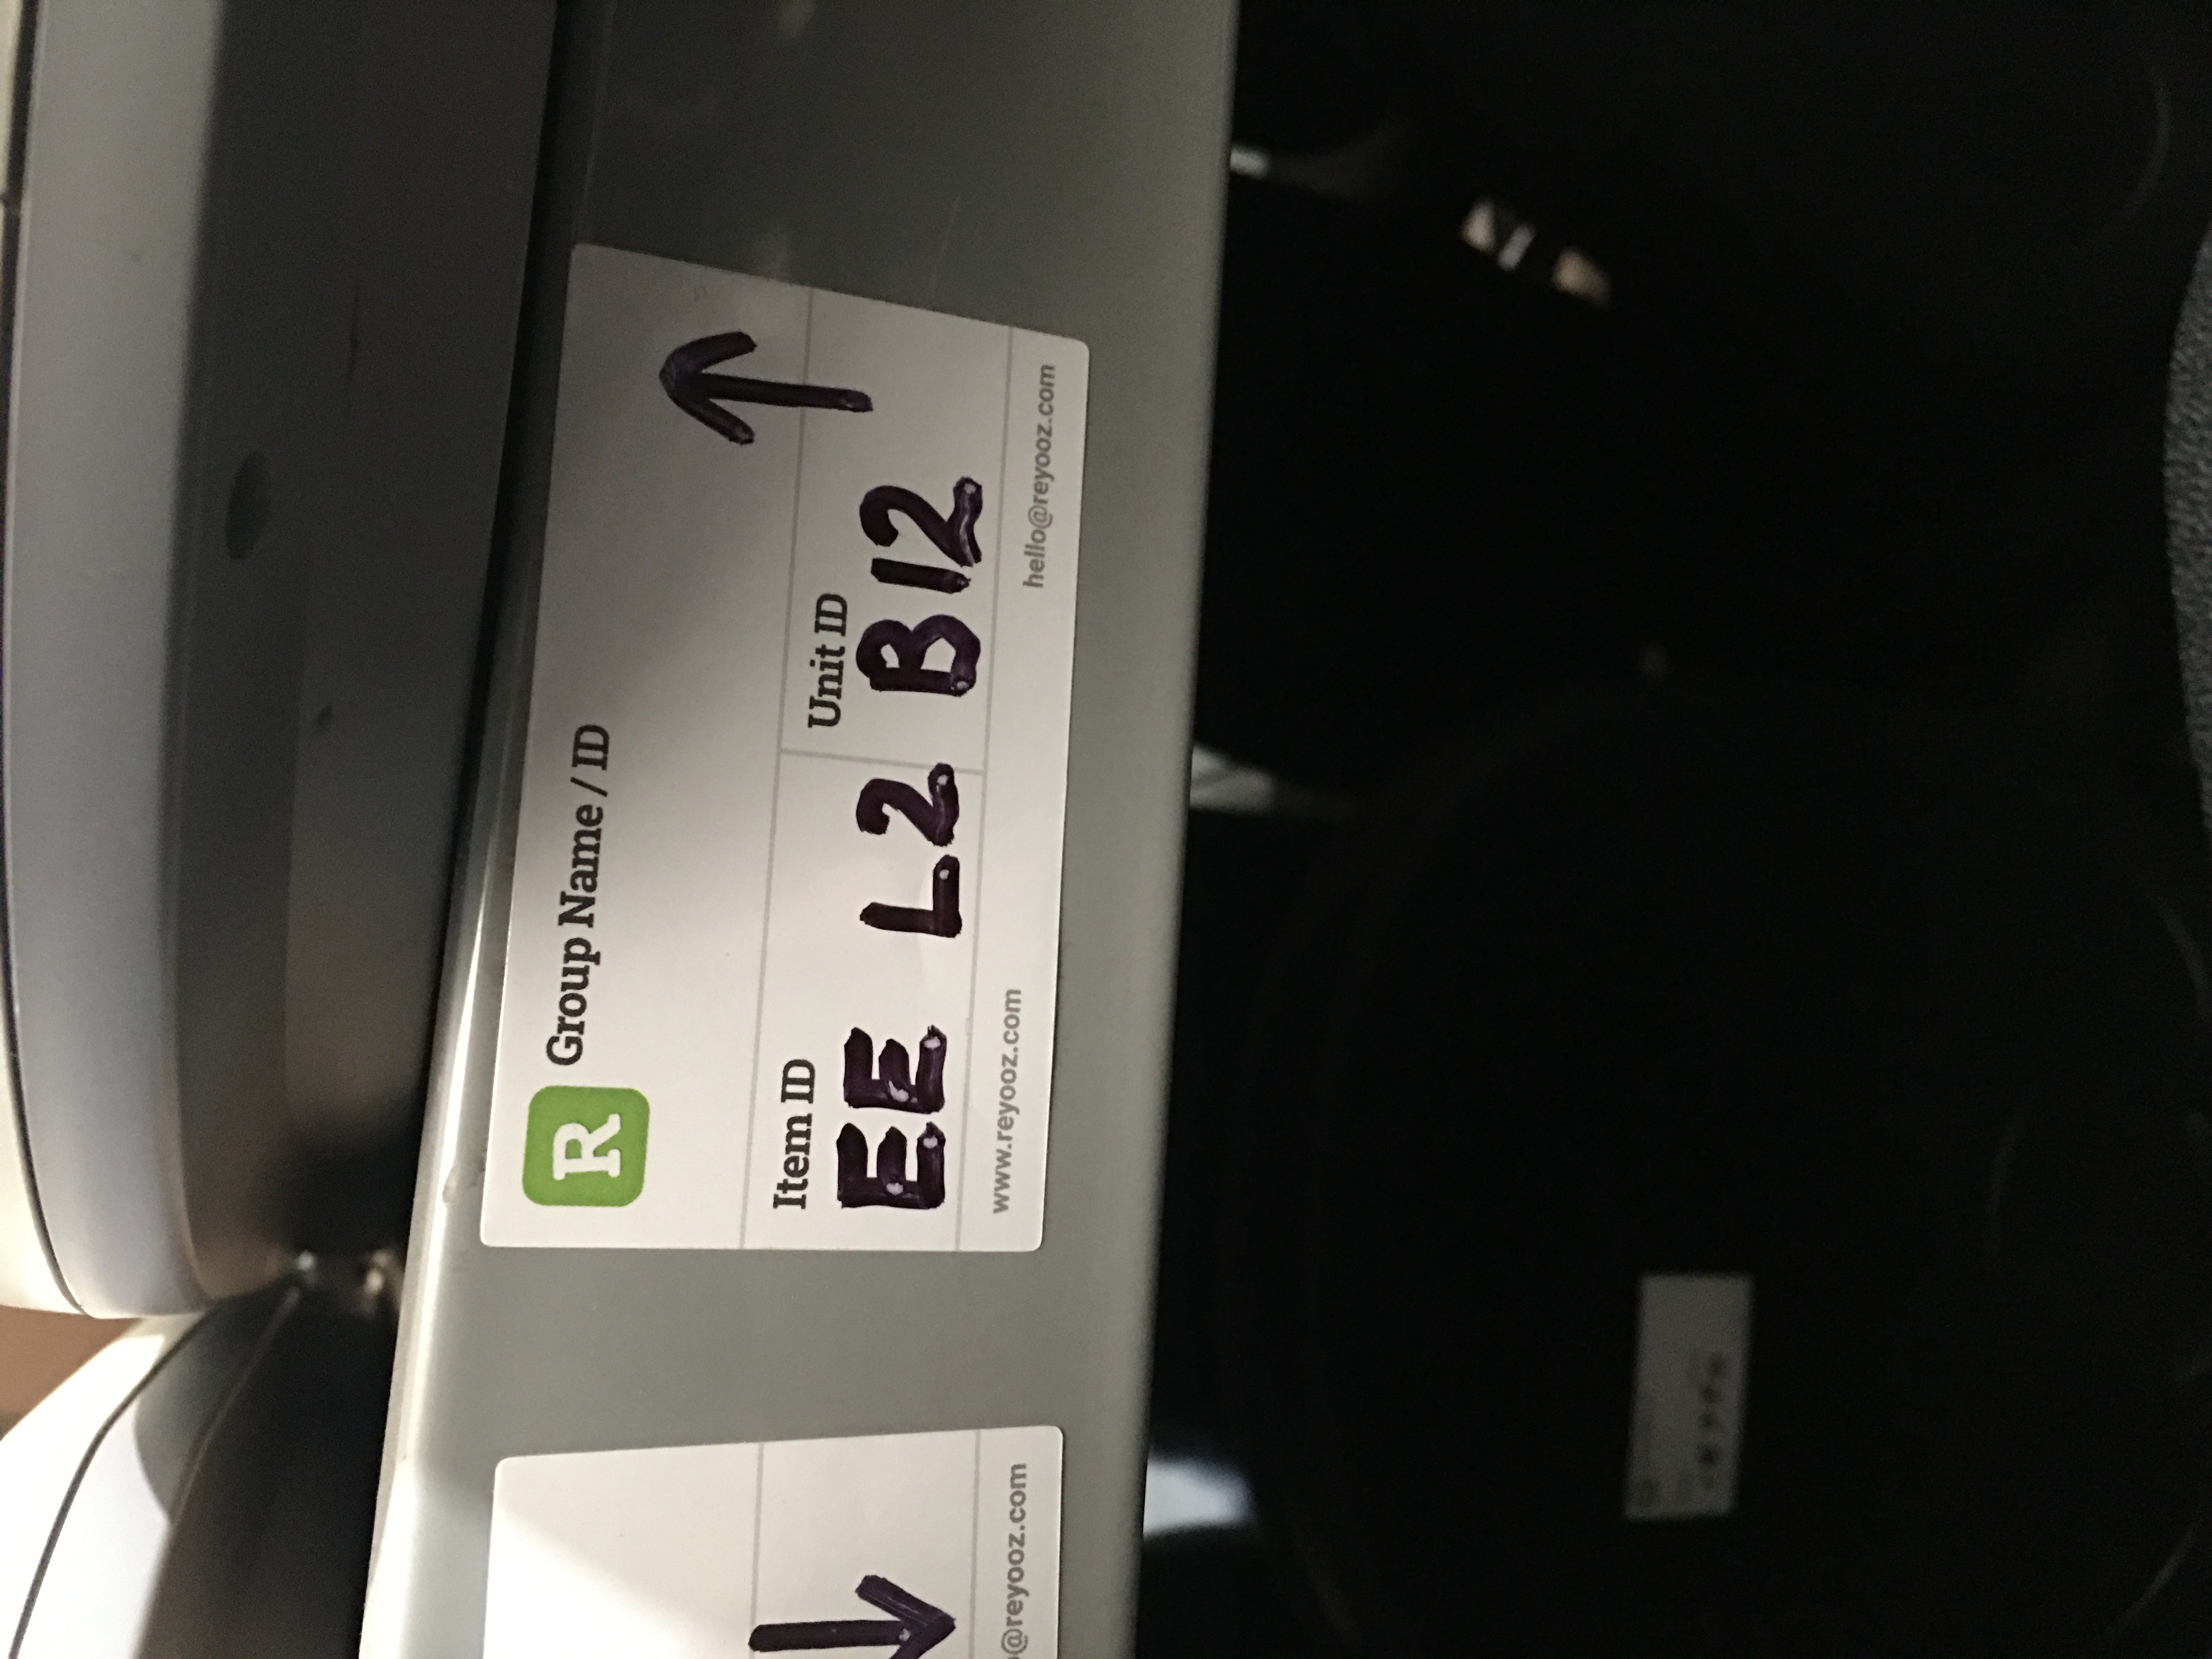 R Group Name / ID
↑
Item ID Unit ID
EE L2 B12
www.reyooz.com hello@reyooz.com
↓
@reyooz.com